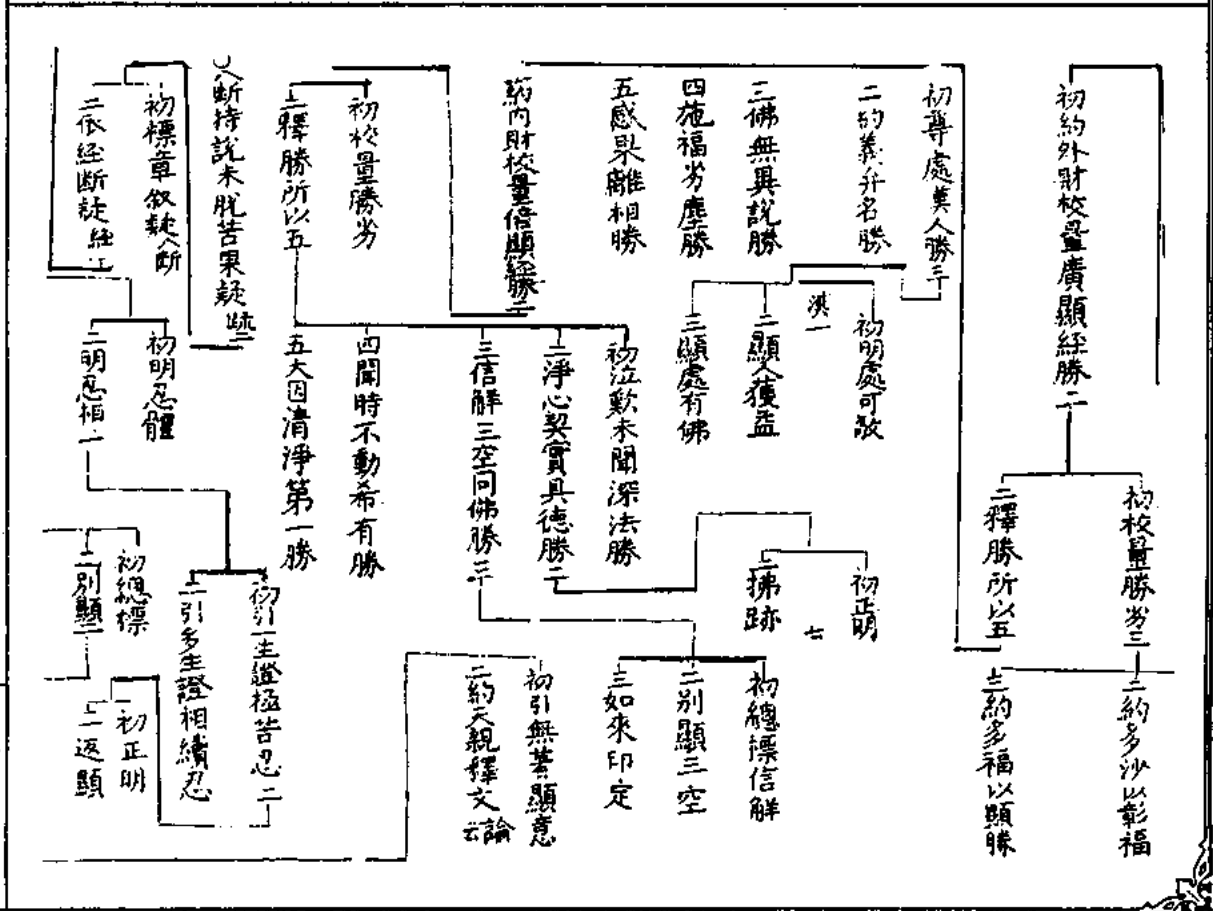 初約外財校量廣顯經勝二
初校量勝劣三
二約多沙以彰福
三約多福以顯勝
二釋勝所以五
初尊處美人勝三
初明處可敬
二顯人獲益
三顯處有佛
二約義弁名勝
三佛無異說勝
四施福劣塵勝
五感果離相勝
約內財校量倍顯經勝二
初校量勝劣
二釋勝所以五
初泣歎未聞深法勝
二淨心契實具德勝二
初正明
二拂跡
三信解三空同佛勝三
初總標信解
二別顯三空
三如來印定
四聞時不動希有勝
五大因清淨第一勝
斷持說未脫苦果疑
初標章敘疑斷
二依經斷疑
初明忍體
二明忍相二
初引一生證極苦忍二
初正明
二返顯
二引多生證相續忍
初總標
二別顯二
初引無著顯意
二約天親釋文
論云